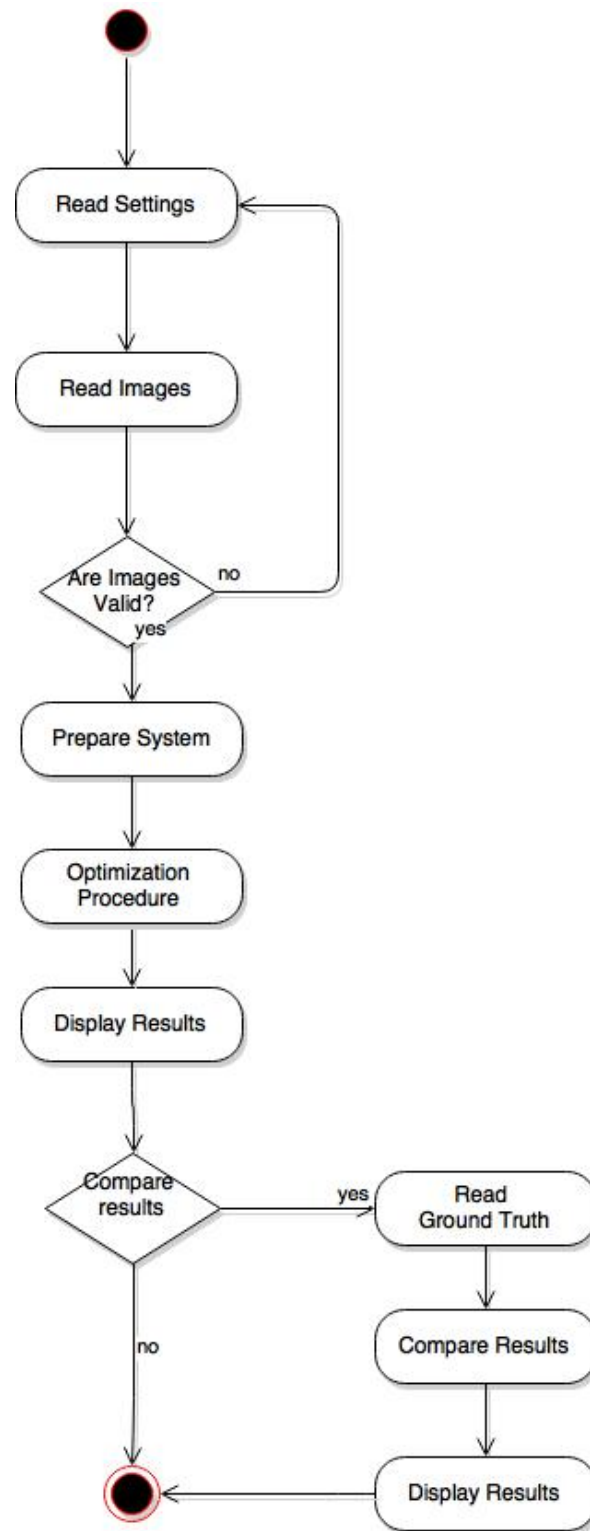 Read Settings
Read Images
Are Images
Valid?
no
yes
Prepare System
Optimization
Procedure
Display Results
Compare
results
yes
Read
Ground Truth
Compare Results
no
Display Results